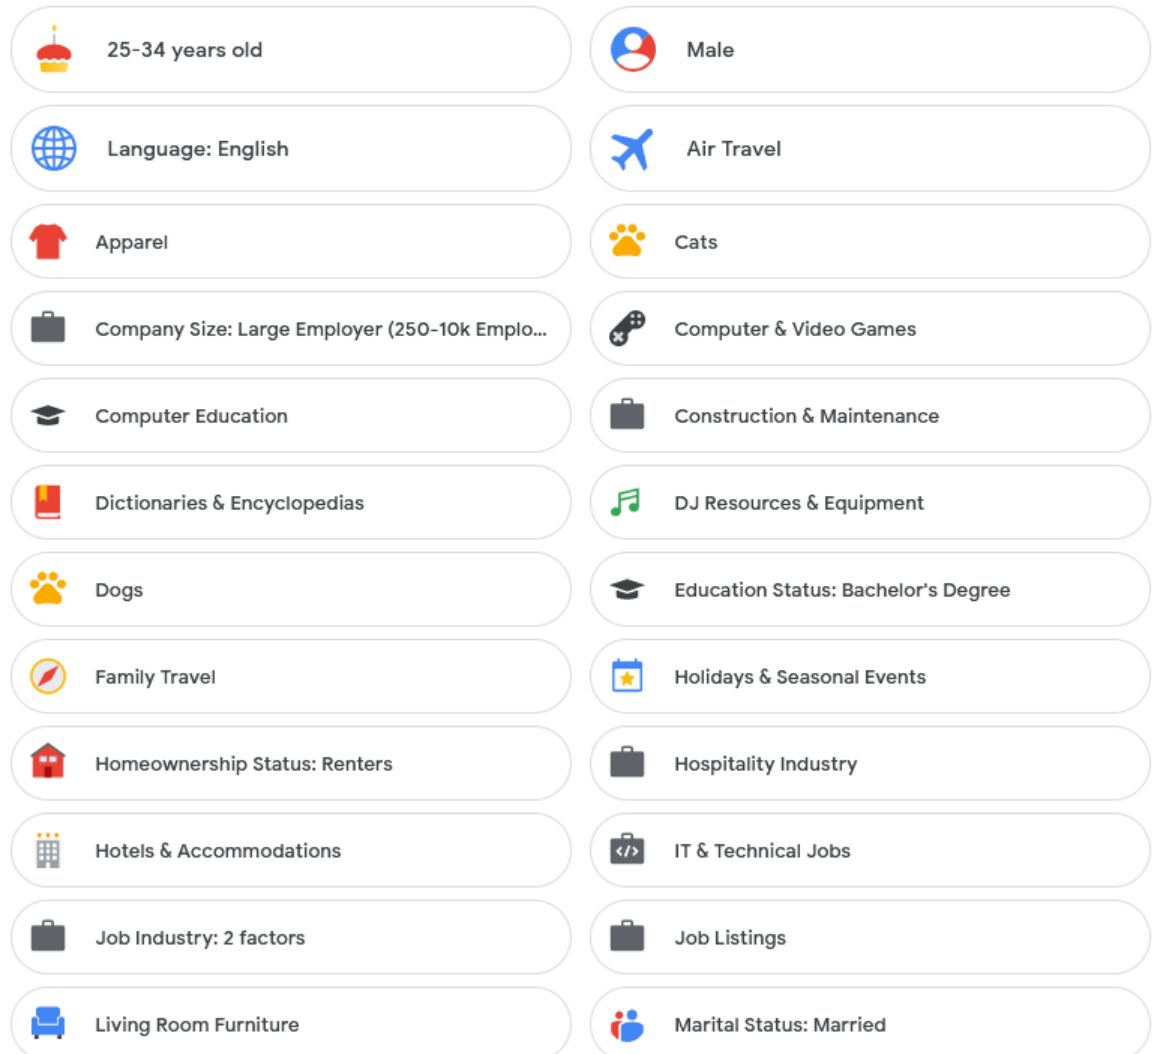 25-34 years old
Male
Language: English
Air Travel
Apparel
Cats
Company Size: Large Employer (250-10k Emplo...
Computer & Video Games
Computer Education
Construction & Maintenance
Dictionaries & Encyclopedias
DJ Resources & Equipment
Dogs
Education Status: Bachelor's Degree
Family Travel
Holidays & Seasonal Events
Homeownership Status: Renters
Hospitality Industry
Hotels & Accommodations
IT & Technical Jobs
Job Industry: 2 factors
Job Listings
Living Room Furniture
Marital Status: Married